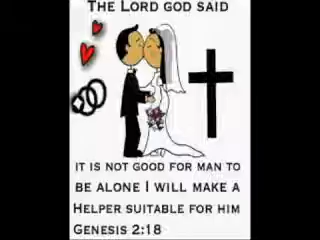 The Lord god said
it is not good for man to
be alone I will make a
Helper suitable for him
Genesis 2:18